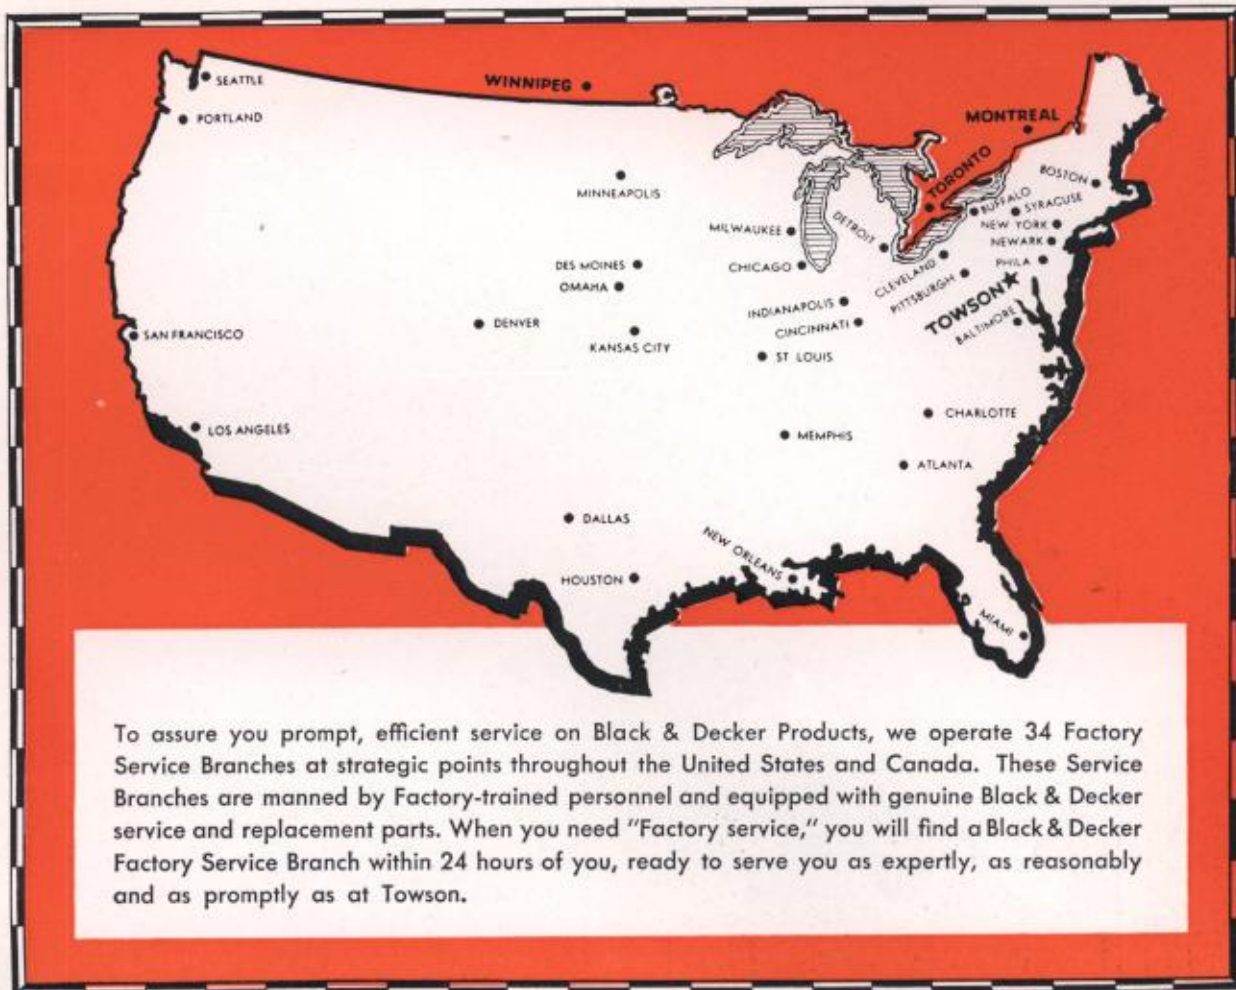 SEATTLE
WINNIPEG
PORTLAND
MONTREAL
MINNEAPOLIS
TORONTO
BOSTON
BUFFALO
SYRACUSE
MILWAUKEE
DETROIT
NEW YORK
NEWARK
DES MOINES
CHICAGO
CLEVELAND
PHILA
OMAHA
PITTSBURGH
INDIANAPOLIS
TOWSON
SAN FRANCISCO
DENVER
CINCINNATI
BALTIMORE
KANSAS CITY
ST LOUIS
LOS ANGELES
CHARLOTTE
MEMPHIS
ATLANTA
DALLAS
NEW ORLEANS
HOUSTON
MIAMI
To assure you prompt, efficient service on Black & Decker Products, we operate 34 Factory
Service Branches at strategic points throughout the United States and Canada. These Service
Branches are manned by Factory-trained personnel and equipped with genuine Black & Decker
service and replacement parts. When you need "Factory service," you will find a Black & Decker
Factory Service Branch within 24 hours of you, ready to serve you as expertly, as reasonably
and as promptly as at Towson.